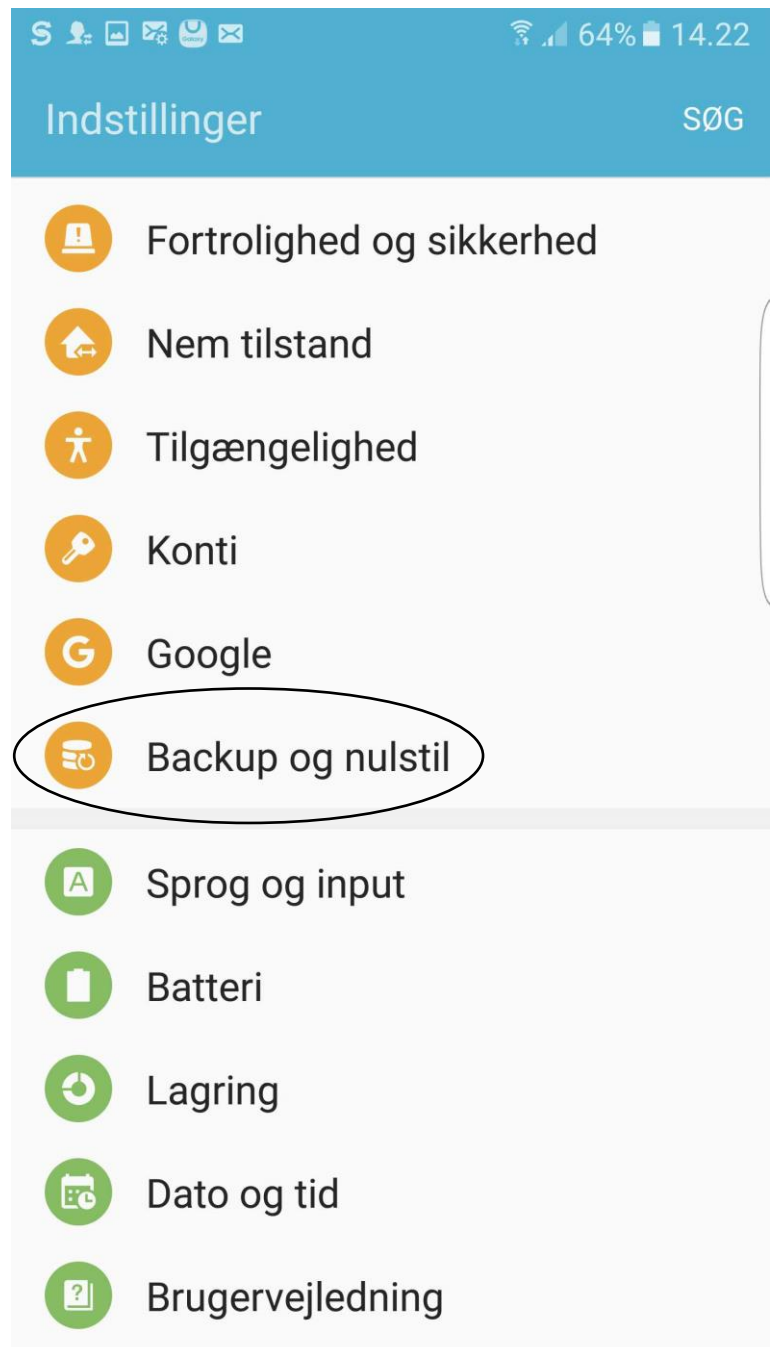 64% 14.22
Indstillinger SØG
Fortrolighed og sikkerhed
Nem tilstand
Tilgængelighed
Konti
Google
Backup og nulstil
Sprog og input
Batteri
Lagring
Dato og tid
Brugervejledning